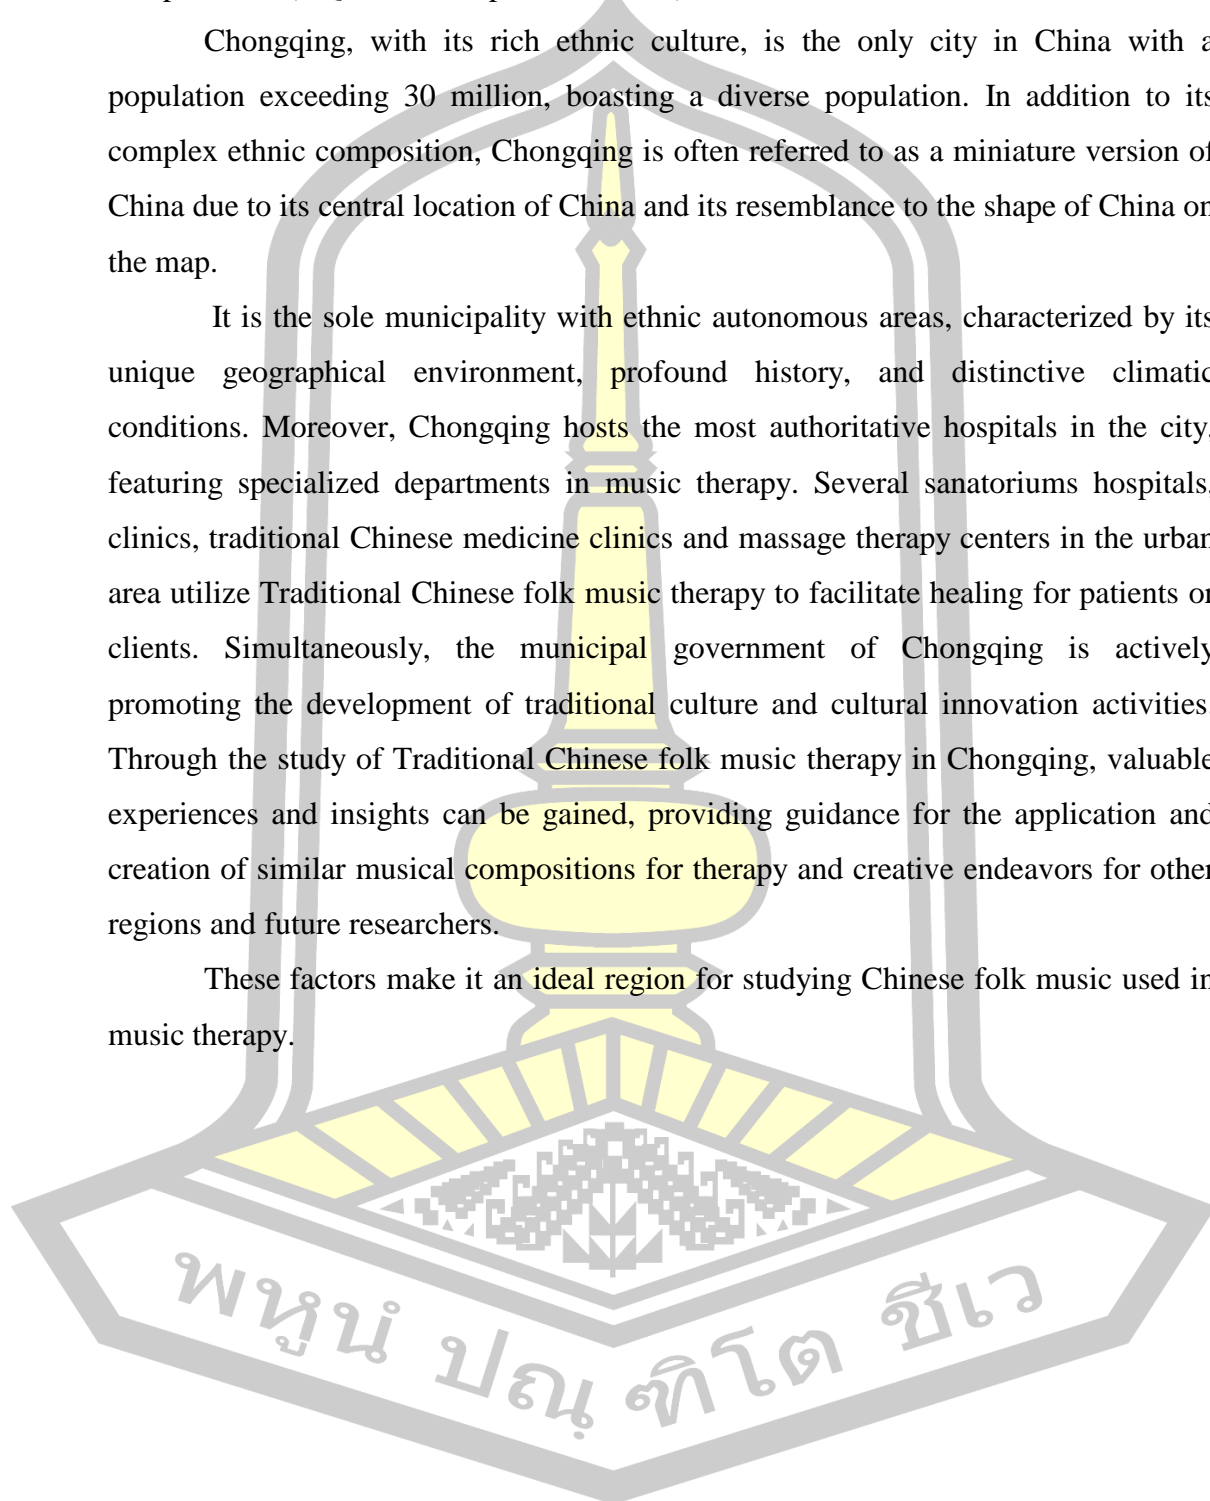 Chongqing, with its rich ethnic culture, is the only city in China with a
population exceeding 30 million, boasting a diverse population. In addition to its
complex ethnic composition, Chongqing is often referred to as a miniature version of
China due to its central location of China and its resemblance to the shape of China on
the map.
It is the sole municipality with ethnic autonomous areas, characterized by its
unique geographical environment, profound history, and distinctive climatic
conditions. Moreover, Chongqing hosts the most authoritative hospitals in the city,
featuring specialized departments in music therapy. Several sanatoriums hospitals,
clinics, traditional Chinese medicine clinics and massage therapy centers in the urban
area utilize Traditional Chinese folk music therapy to facilitate healing for patients or
clients. Simultaneously, the municipal government of Chongqing is actively
promoting the development of traditional culture and cultural innovation activities.
Through the study of Traditional Chinese folk music therapy in Chongqing, valuable
experiences and insights can be gained, providing guidance for the application and
creation of similar musical compositions for therapy and creative endeavors for other
regions and future researchers.
These factors make it an ideal region for studying Chinese folk music used in
music therapy.
พหูนํ ปณฺฑิโต ชีเว